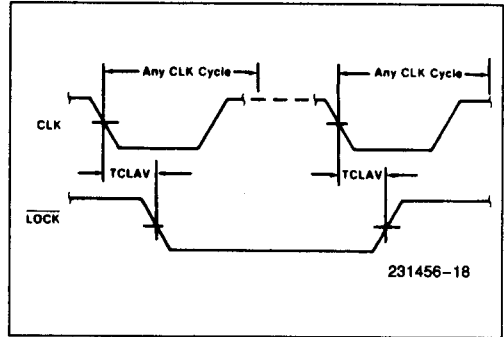 Any CLK Cycle Any CLK Cycle
CLK
TCLAV TCLAV
LOCK
231456-18